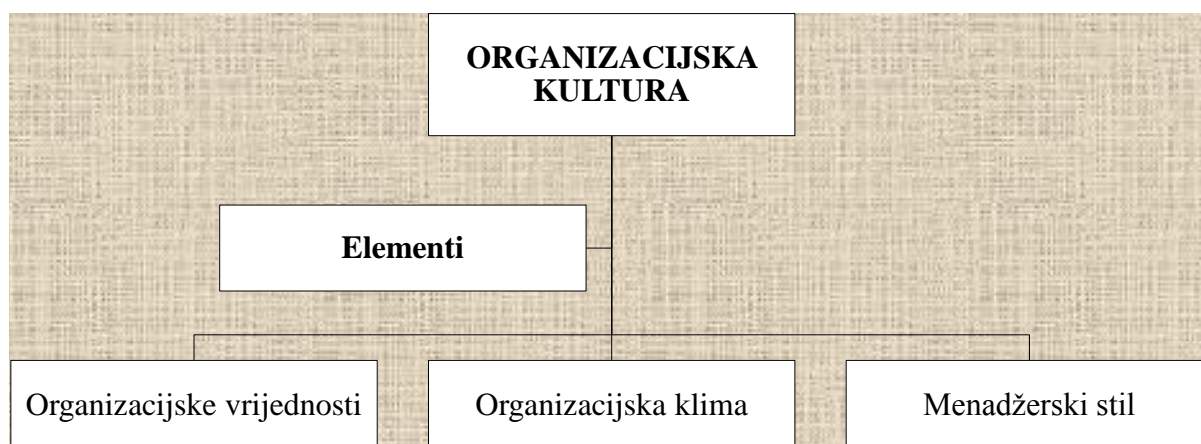 ORGANIZACIJSKA
KULTURA
Elementi
Organizacijske vrijednosti
Organizacijska klima
Menadžerski stil